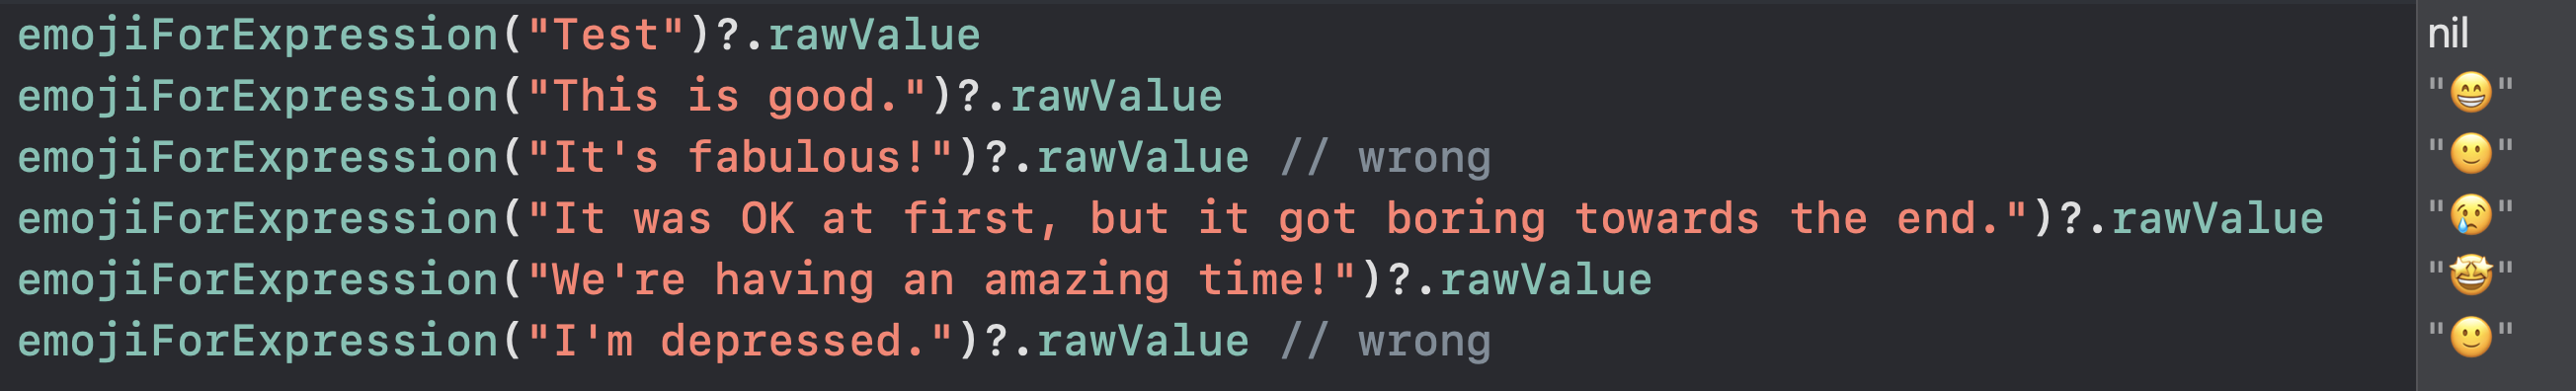 emojiForExpression("Test")?.rawValue nil
emojiForExpression("This is good.")?.rawValue "😁"
emojiForExpression("It's fabulous!")?.rawValue // wrong "🙂"
emojiForExpression("It was OK at first, but it got boring towards the end.")?.rawValue "😢"
emojiForExpression("We're having an amazing time!")?.rawValue "🤩"
emojiForExpression("I'm depressed.")?.rawValue // wrong "🙂"